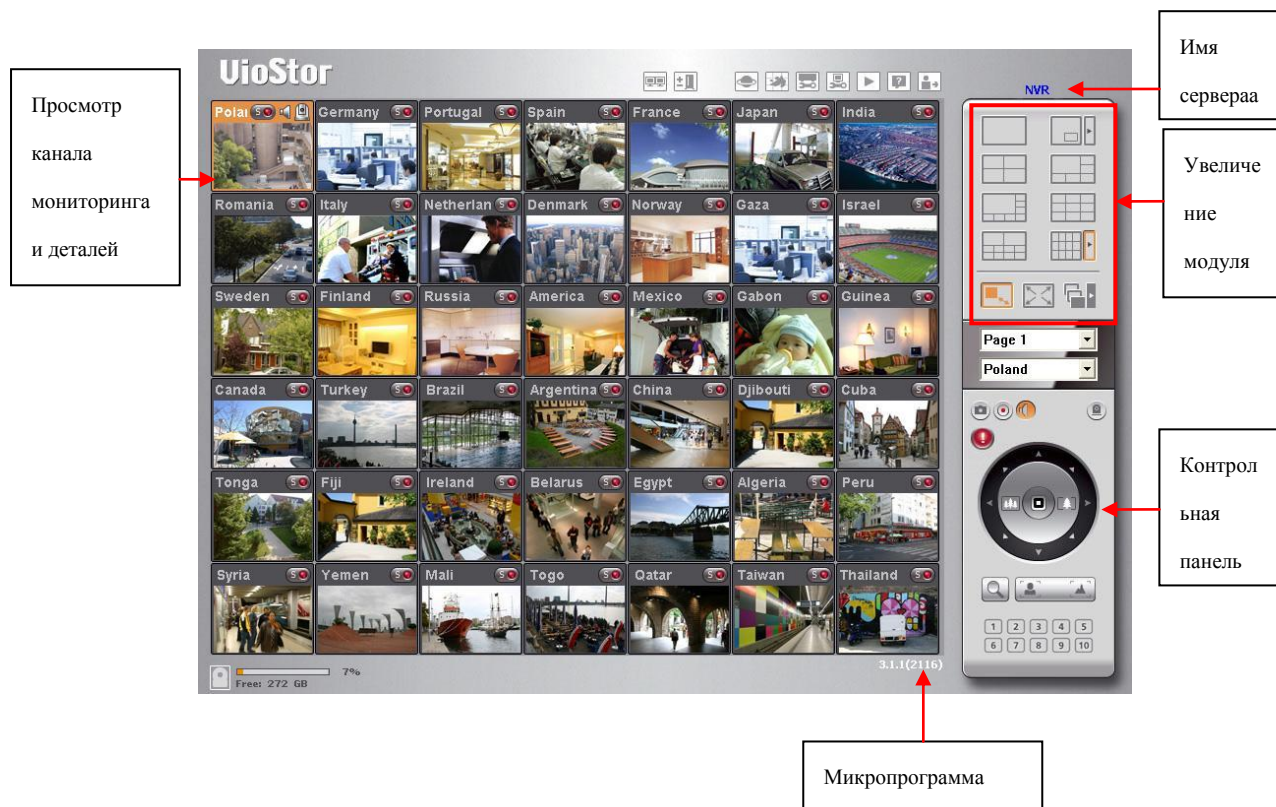 Имя
сервераа
Просмотр
канала
мониторинга
и деталей
UioStor
NVR
Polar S
Germany S
Portugal S
Spain S
France S
Japan S
India S
Увеличе
ние
модуля
Romania S
Italy S
Netherlan S
Denmark S
Norway S
Gaza S
Israel S
Sweden S
Finland S
Russia S
America S
Mexico S
Gabon S
Guinea S
Page 1
Poland
Canada S
Turkey S
Brazil S
Argentina S
China S
Djibouti S
Cuba S
Контрол
ьная
панель
Tonga S
Fiji S
Ireland S
Belarus S
Egypt S
Algeria S
Peru S
Syria S
Yemen S
Mali S
Togo S
Qatar S
Taiwan S
Thailand S
1 2 3 4 5
6 7 8 9 10
7%
Free: 272 GB
3.1.1(2116)
Микропрограмма